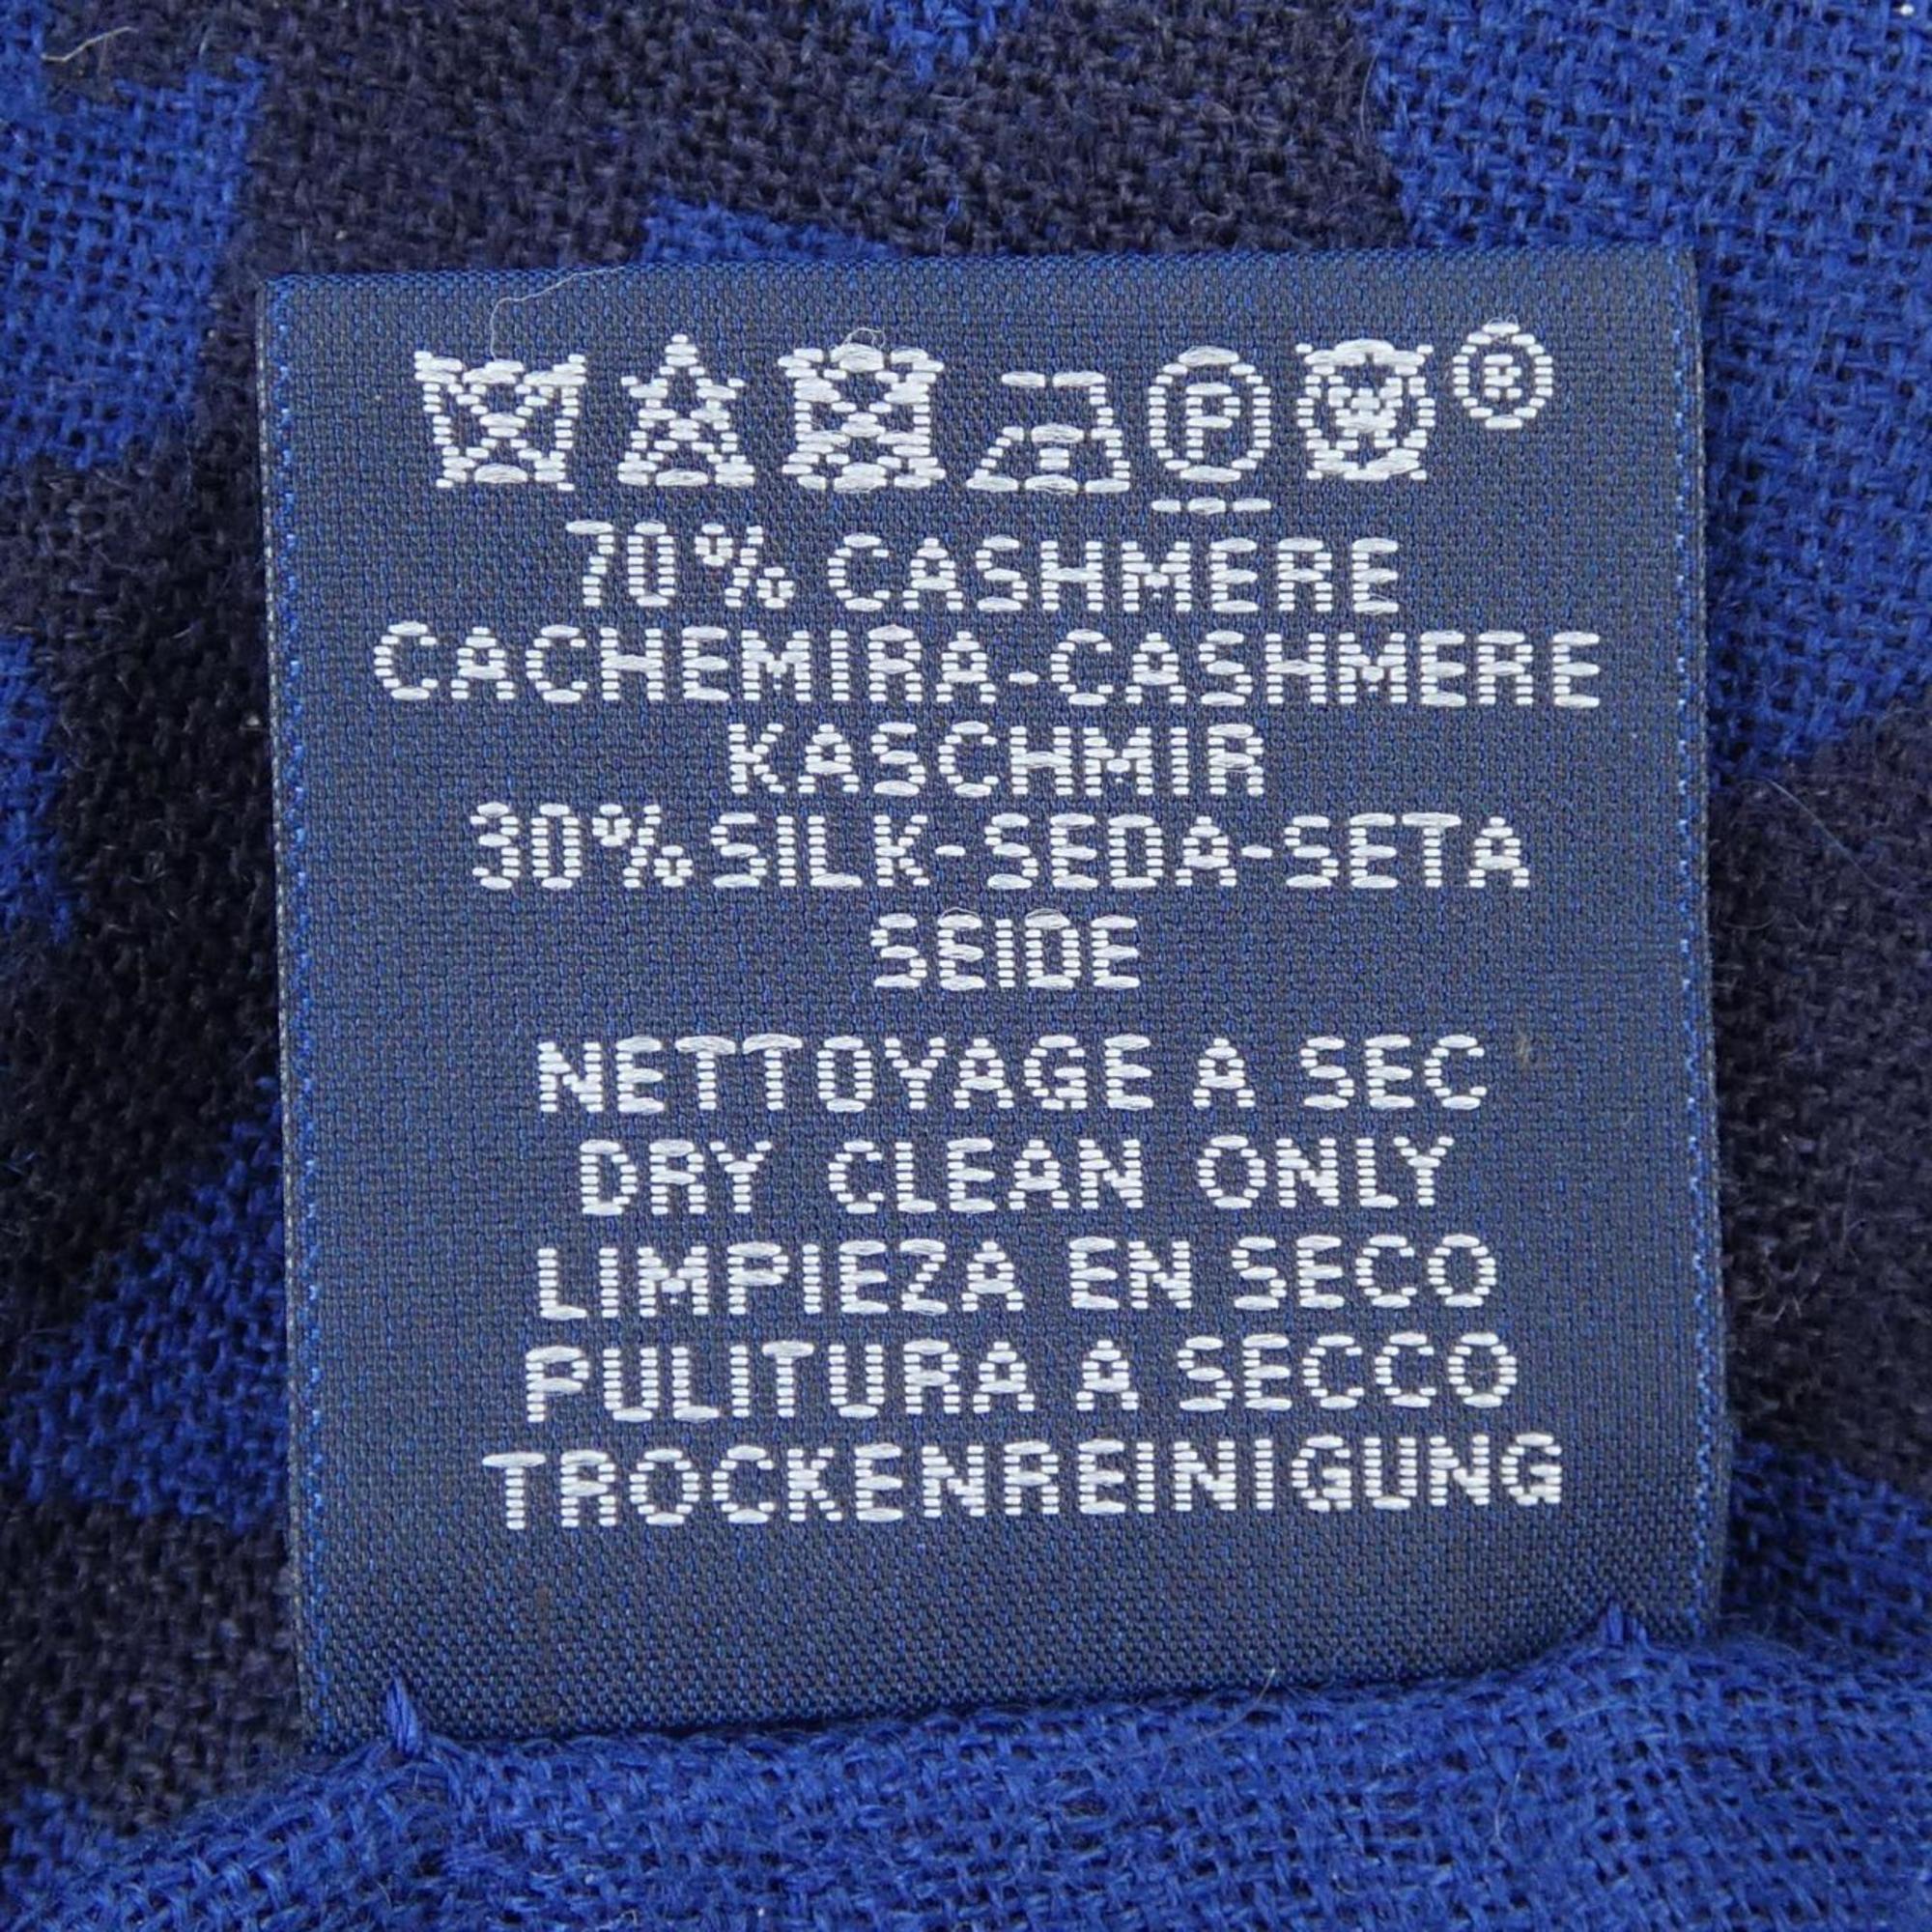 P W ®
70% CASHMERE
CACHEMIRA-CASHMERE
KASCHMIR
30% SILK-SEDA-SETA
SEIDE
NETTOYAGE A SEC
DRY CLEAN ONLY
LIMPIEZA EN SECO
PULITURA A SECCO
TROCKENREINIGUNG